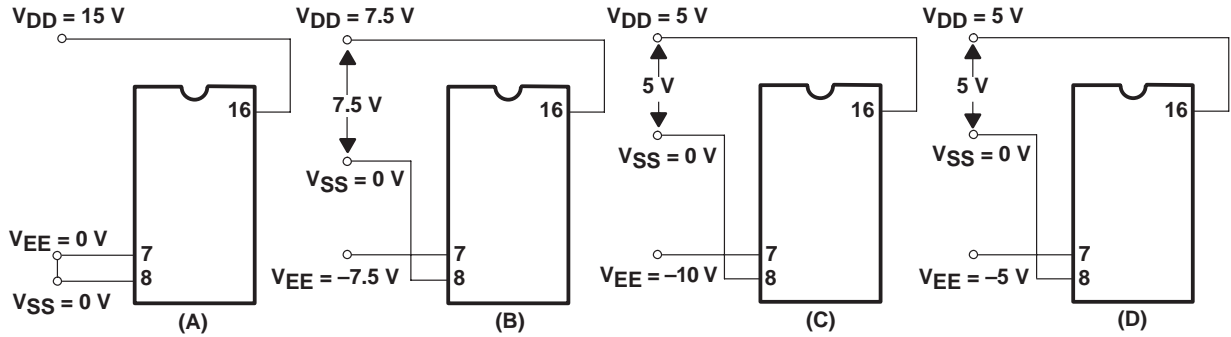 VDD = 15 V
16
VEE = 0 V
7
8
VSS = 0 V
(A)
VDD = 7.5 V
7.5 V
16
VSS = 0 V
7
VEE = –7.5 V
8
(B)
VDD = 5 V
5 V
16
VSS = 0 V
7
VEE = –10 V
8
(C)
VDD = 5 V
5 V
16
VSS = 0 V
7
VEE = –5 V
8
(D)